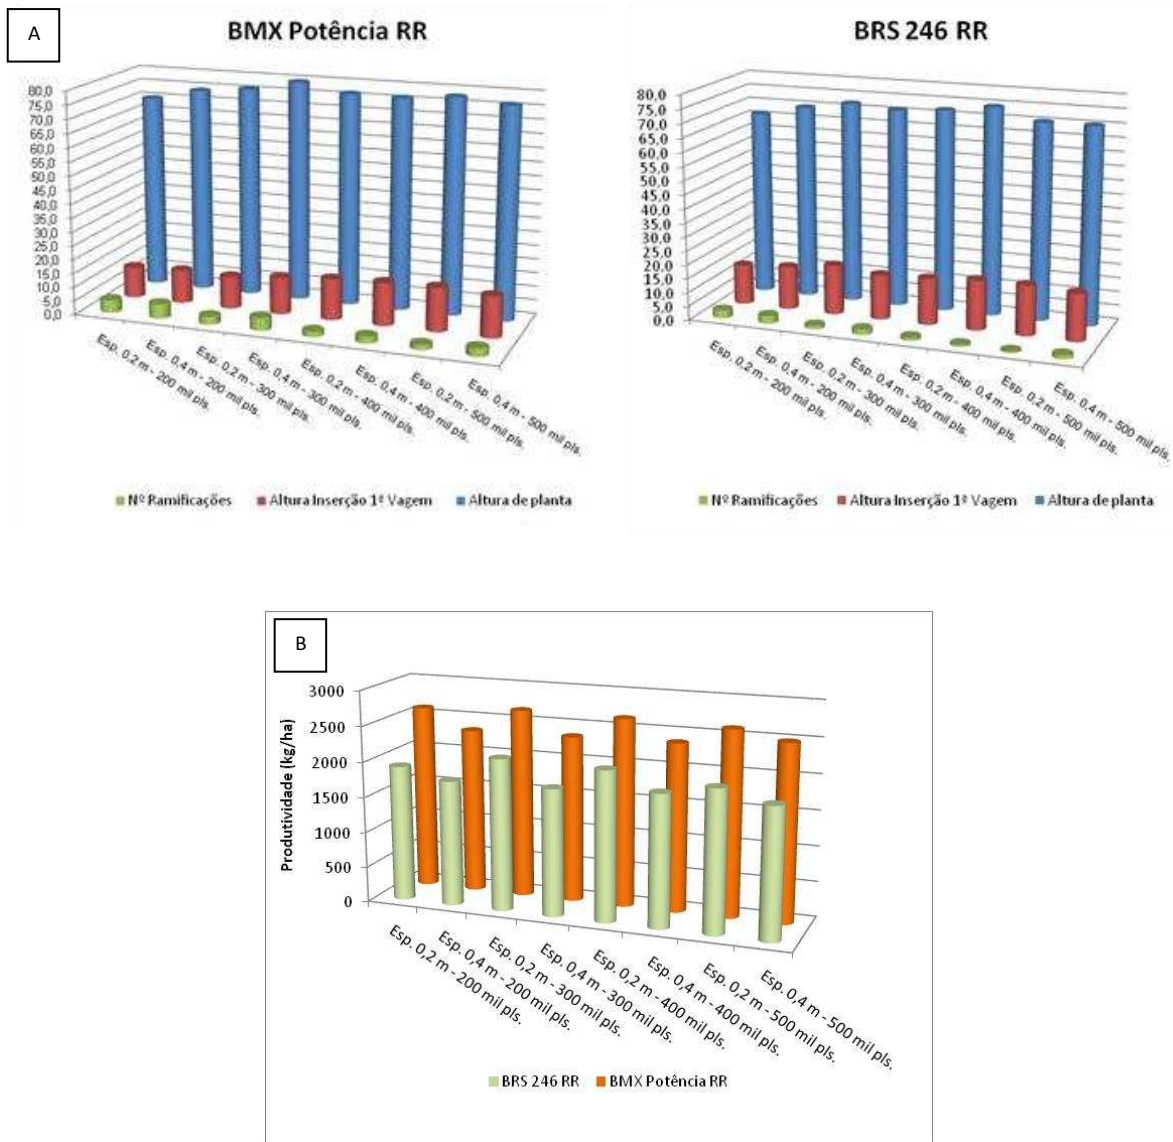 A
BMX Potência RR
80,0
75,0
70,0
65,0
60,0
55,0
50,0
45,0
40,0
35,0
30,0
25,0
20,0
15,0
10,0
5,0
0,0
Esp. 0,2 m - 200 mil pls.
Esp. 0,4 m - 200 mil pls.
Esp. 0,2 m - 300 mil pls.
Esp. 0,4 m - 300 mil pls.
Esp. 0,2 m - 400 mil pls.
Esp. 0,4 m - 400 mil pls.
Esp. 0,2 m - 500 mil pls.
Esp. 0,4 m - 500 mil pls.
Nº Ramificações Altura Inserção 1ª Vagem Altura de planta
BRS 246 RR
80,0
75,0
70,0
65,0
60,0
55,0
50,0
45,0
40,0
35,0
30,0
25,0
20,0
15,0
10,0
5,0
0,0
Esp. 0,2 m - 200 mil pls.
Esp. 0,4 m - 200 mil pls.
Esp. 0,2 m - 300 mil pls.
Esp. 0,4 m - 300 mil pls.
Esp. 0,2 m - 400 mil pls.
Esp. 0,4 m - 400 mil pls.
Esp. 0,2 m - 500 mil pls.
Esp. 0,4 m - 500 mil pls.
Nº Ramificações Altura Inserção 1ª Vagem Altura de planta
B
Produtividade (kg/ha)
3000
2500
2000
1500
1000
500
0
Esp. 0,2 m - 200 mil pls.
Esp. 0,4 m - 200 mil pls.
Esp. 0,2 m - 300 mil pls.
Esp. 0,4 m - 300 mil pls.
Esp. 0,2 m - 400 mil pls.
Esp. 0,4 m - 400 mil pls.
Esp. 0,2 m - 500 mil pls.
Esp. 0,4 m - 500 mil pls.
BRS 246 RR BMX Potência RR